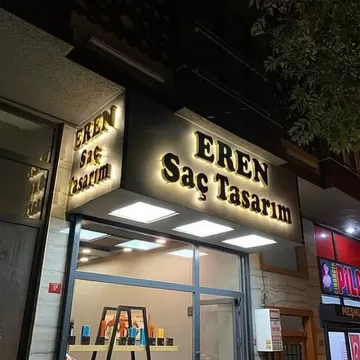 EREN
Saç
Tasarım
EREN
Saç Tasarım